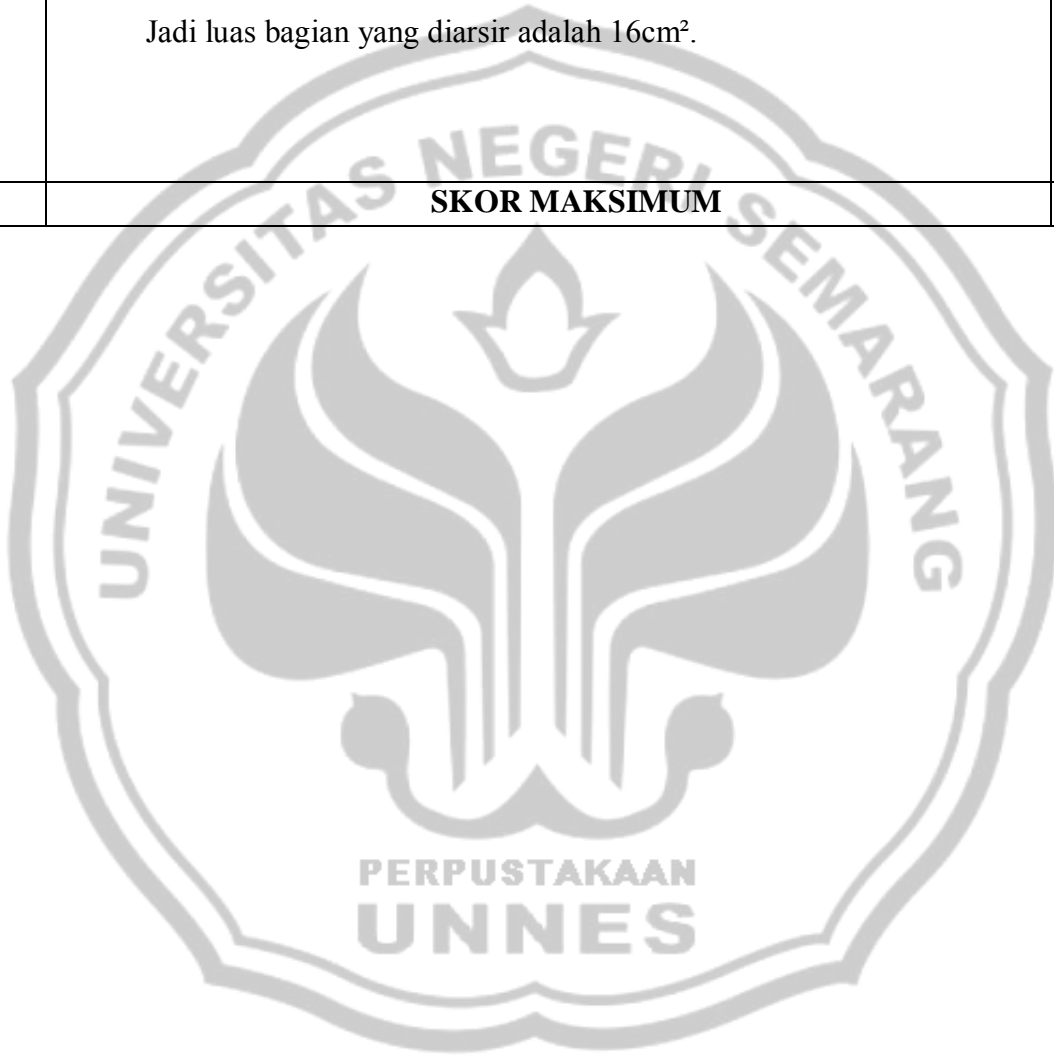 Jadi luas bagian yang diarsir adalah 16cm².
SKOR MAKSIMUM
UNIVERSITAS NEGERI SEMARANG
PERPUSTAKAAN
UNNES